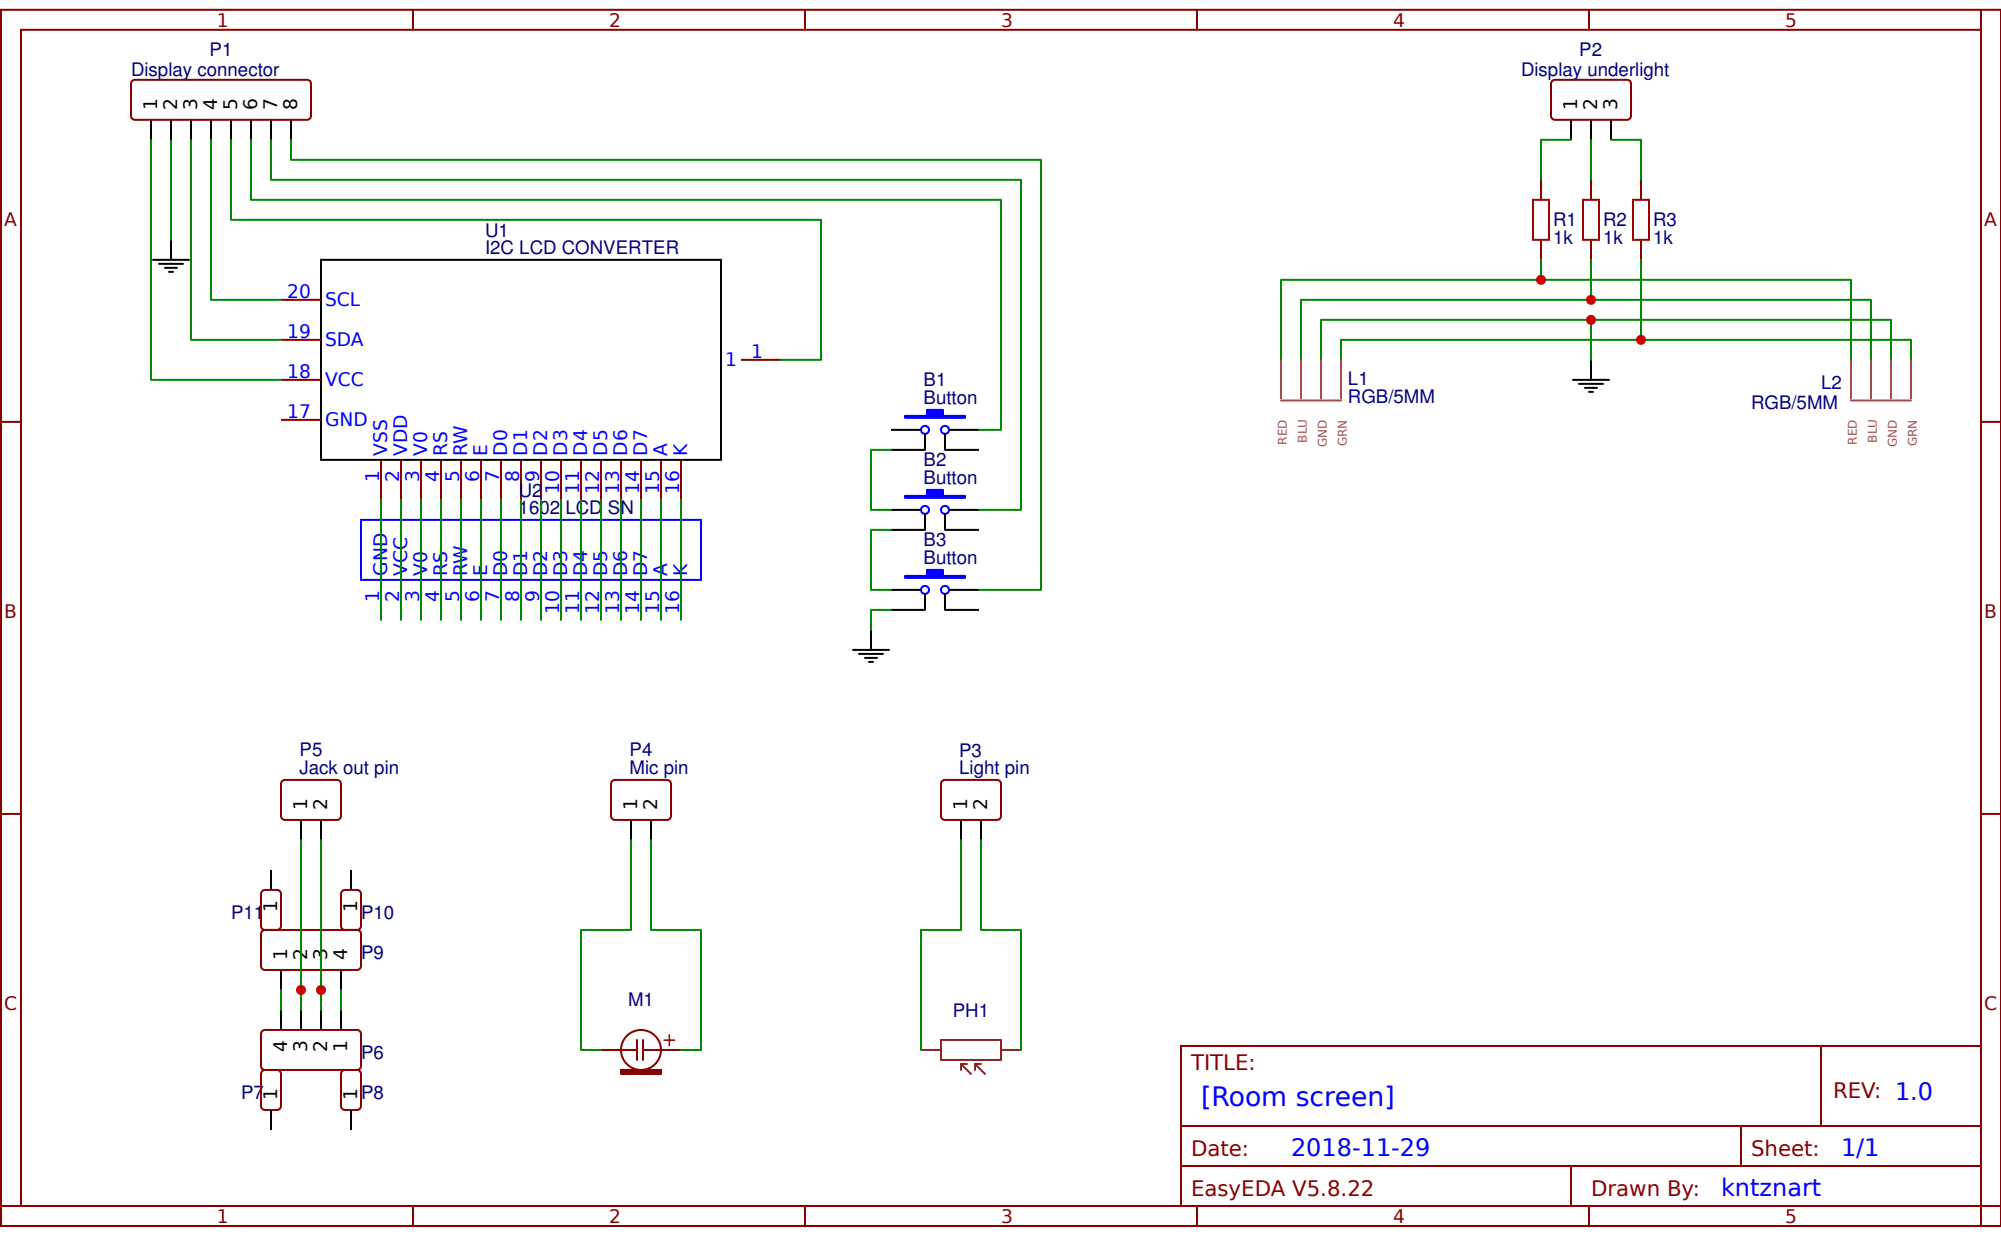 1 2 3 4 5
P1
Display connector
1 2 3 4 5 6 7 8
P2
Display underlight
1 2 3
A
A
R1
1k
R2
1k
R3
1k
U1
I2C LCD CONVERTER
20 SCL
19 SDA
18 VCC
17 GND
1 1
VSS VDD V0 RS RW E D0 D1 D2 D3 D4 D5 D6 D7 A K
1 2 3 4 5 6 7 8 9 10 11 12 13 14 15 16
U2
1602 LCD SN
GND VCC V0 RS RW E D0 D1 D2 D3 D4 D5 D6 D7 A K
1 2 3 4 5 6 7 8 9 10 11 12 13 14 15 16
B1
Button
B2
Button
B3
Button
L1
RGB/5MM
RED BLU GND GRN
L2
RGB/5MM
RED BLU GND GRN
B
B
P5
Jack out pin
1 2
P4
Mic pin
1 2
P3
Light pin
1 2
P11 1
1 P10
1 2 3 4 P9
4 3 2 1 P6
P7 1
1 P8
M1
+
PH1
C
C
TITLE:
[Room screen]
REV: 1.0
Date: 2018-11-29
Sheet: 1/1
EasyEDA V5.8.22
Drawn By: kntznart
1 2 3 4 5